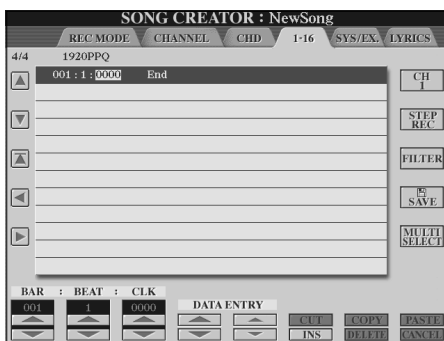 SONG CREATOR : NewSong
REC MODE CHANNEL CHD 1-16 SYS/EX. LYRICS
4/4 1920PPQ
001 : 1 : 0000 End
CH
1
STEP
REC
FILTER
SAVE
MULTI
SELECT
BAR : BEAT : CLK
001 1 0000 DATA ENTRY
CUT COPY PASTE
INS DELETE CANCEL